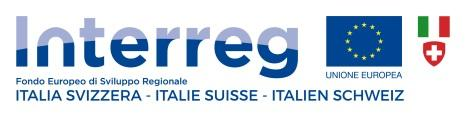 Interreg
Fondo Europeo di Sviluppo Regionale
UNIONE EUROPEA
ITALIA SVIZZERA - ITALIE SUISSE - ITALIEN SCHWEIZ